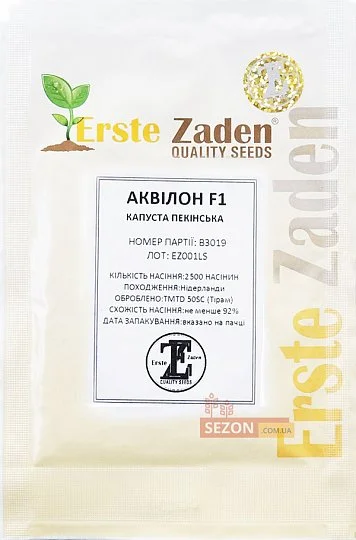 Erste Zaden®
QUALITY SEEDS
Erste Zaden
АКВІЛОН F1
КАПУСТА ПЕКІНСЬКА
НОМЕР ПАРТІЇ: В3019
ЛОТ: EZ001LS
КІЛЬКІСТЬ НАСІННЯ:2500 НАСІНИН
ПОХОДЖЕННЯ:Нідерланди
ОБРОБЛЕНО:TMTD 50SC (Тірам)
СХОЖІСТЬ НАСІННЯ:не менше 92%
ДАТА ЗАПАКУВАННЯ:вказано на пачці
Erste Zaden
QUALITY SEEDS
SEZON.COM.UA